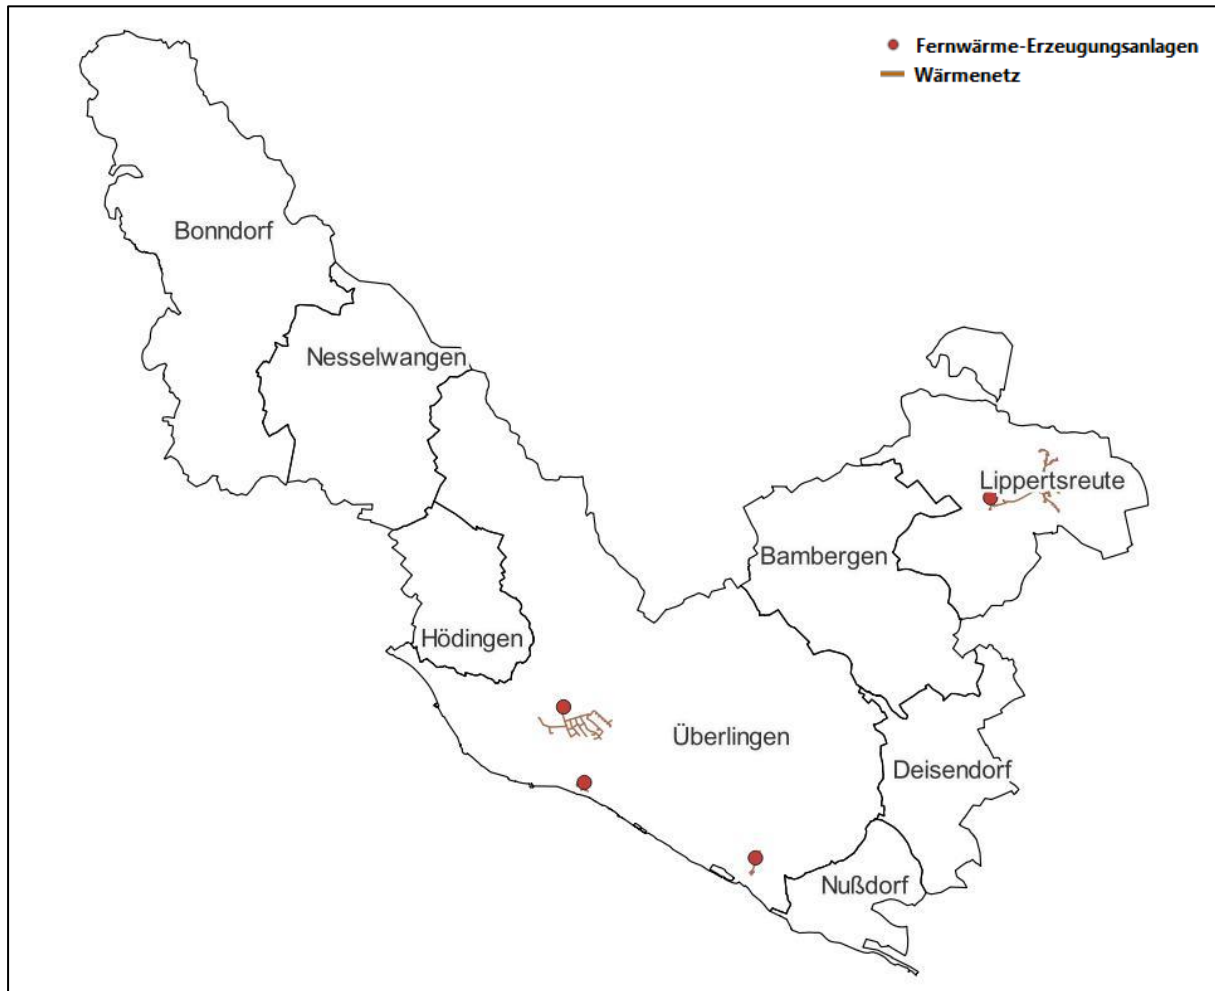 Fernwärme-Erzeugungsanlagen
Wärmenetz
Bonndorf
Nesselwangen
Lippertsreute
Bambergen
Hödingen
Überlingen
Deisendorf
Nußdorf